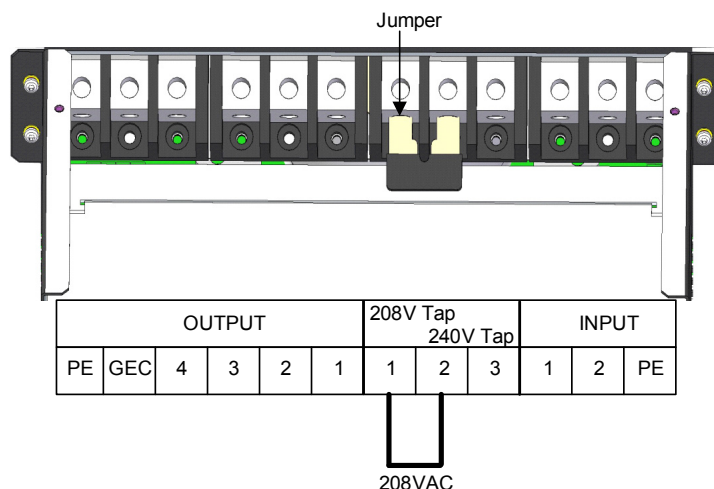 Jumper
OUTPUT
208V Tap
240V Tap
INPUT
PE GEC 4 3 2 1 1 2 3 1 2 PE
208VAC